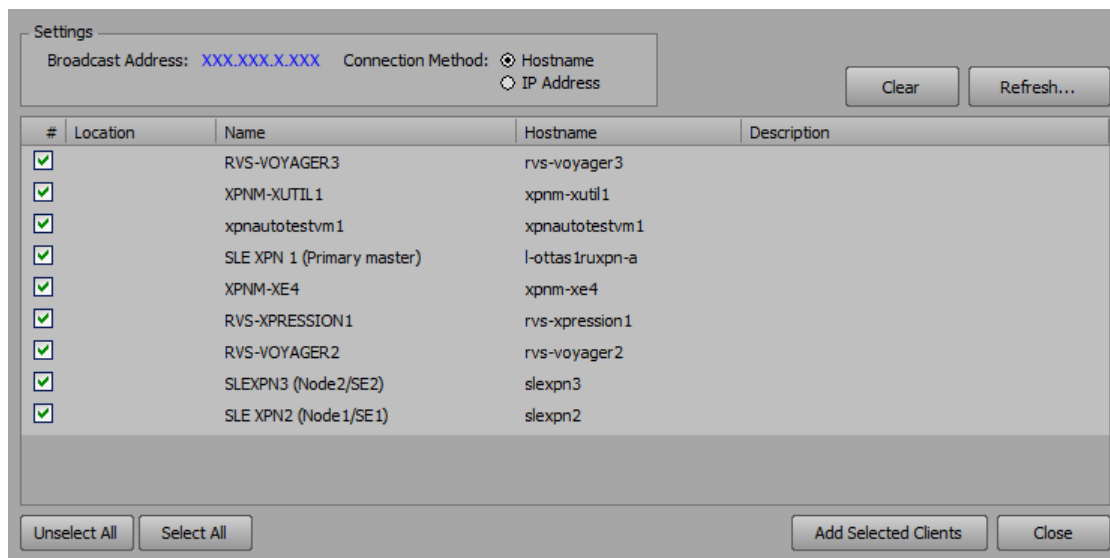 Settings
Broadcast Address: XXX.XXX.X.XXX Connection Method: Hostname
IP Address
Clear Refresh...
# Location Name Hostname Description
RVS-VOYAGER3 rvs-voyager3
XPNM-XUTIL1 xpnm-xutil1
xpnautotestvm1 xpnautotestvm1
SLE XPN 1 (Primary master) l-ottas1ruxpn-a
XPNM-XE4 xpnm-xe4
RVS-XPRESSION1 rvs-xpression1
RVS-VOYAGER2 rvs-voyager2
SLEXPN3 (Node2/SE2) slexpn3
SLE XPN2 (Node1/SE1) slexpn2
Unselect All Select All Add Selected Clients Close